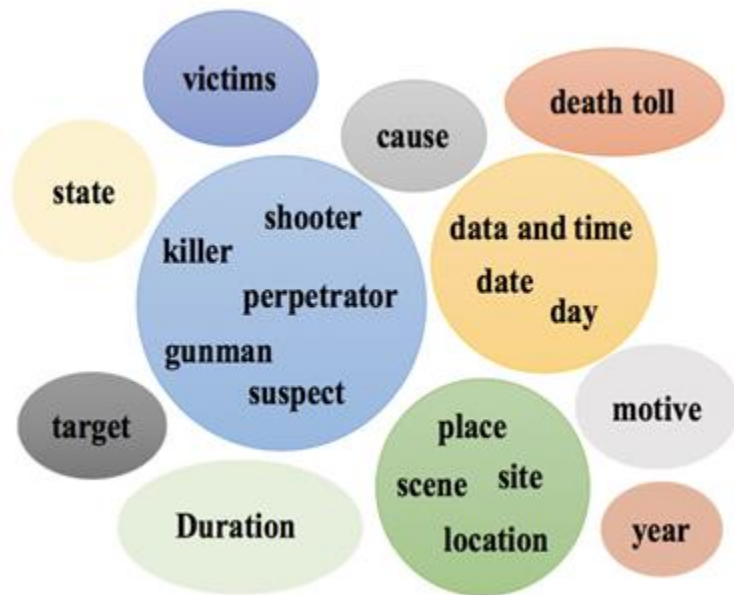 victims
death toll
cause
state
shooter
killer
perpetrator
gunman
suspect
data and time
date
day
target
motive
place
scene
site
location
Duration
year